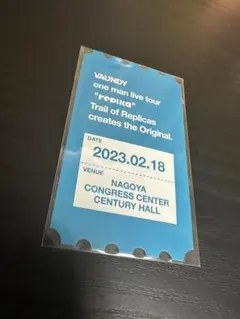 VAUNDY
one man live tour
"replica"
Trail of Replicas
creates the Original.
DATE
2023.02.18
VENUE
NAGOYA
CONGRESS CENTER
CENTURY HALL